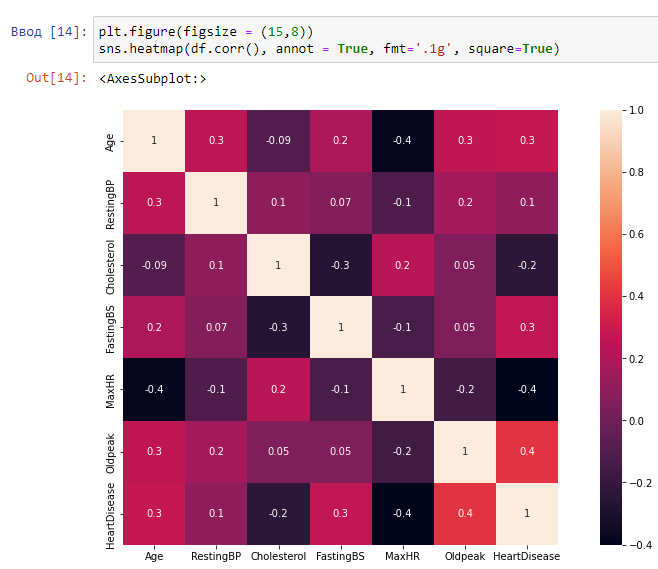 Ввод [14]: plt.figure(figsize = (15,8))
sns.heatmap(df.corr(), annot = True, fmt='.1g', square=True)
Out[14]: <AxesSubplot:>
Age 1 0.3 -0.09 0.2 -0.4 0.3 0.3
RestingBP 0.3 1 0.1 0.07 -0.1 0.2 0.1
Cholesterol -0.09 0.1 1 -0.3 0.2 0.05 -0.2
FastingBS 0.2 0.07 -0.3 1 -0.1 0.05 0.3
MaxHR -0.4 -0.1 0.2 -0.1 1 -0.2 -0.4
Oldpeak 0.3 0.2 0.05 0.05 -0.2 1 0.4
HeartDisease 0.3 0.1 -0.2 0.3 -0.4 0.4 1
Age RestingBP Cholesterol FastingBS MaxHR Oldpeak HeartDisease
1.0
0.8
0.6
0.4
0.2
0.0
-0.2
-0.4